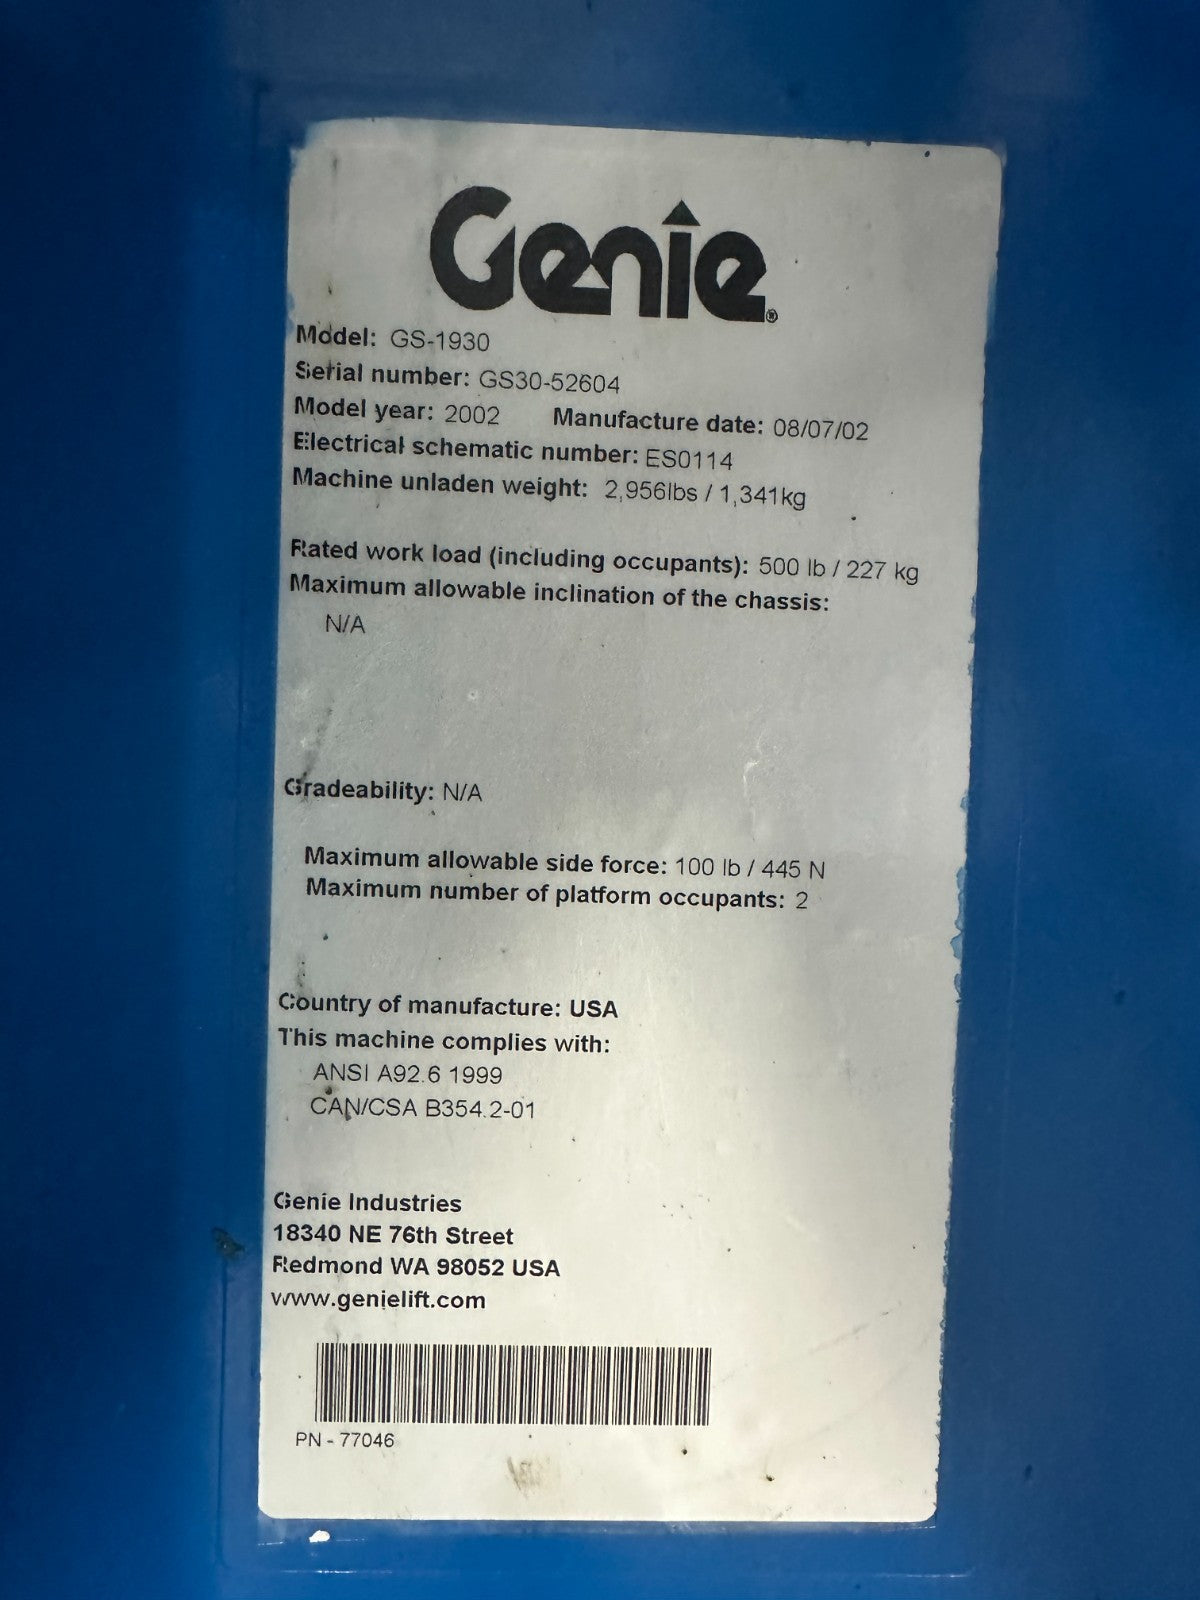 Genie®
Model: GS-1930
Serial number: GS30-52604
Model year: 2002 Manufacture date: 08/07/02
Electrical schematic number: ES0114
Machine unladen weight: 2,956lbs / 1,341kg
Rated work load (including occupants): 500 lb / 227 kg
Maximum allowable inclination of the chassis:
N/A
Gradeability: N/A
Maximum allowable side force: 100 lb / 445 N
Maximum number of platform occupants: 2
Country of manufacture: USA
This machine complies with:
ANSI A92.6 1999
CAN/CSA B354.2-01
Genie Industries
18340 NE 76th Street
Redmond WA 98052 USA
www.genielift.com
PN - 77046